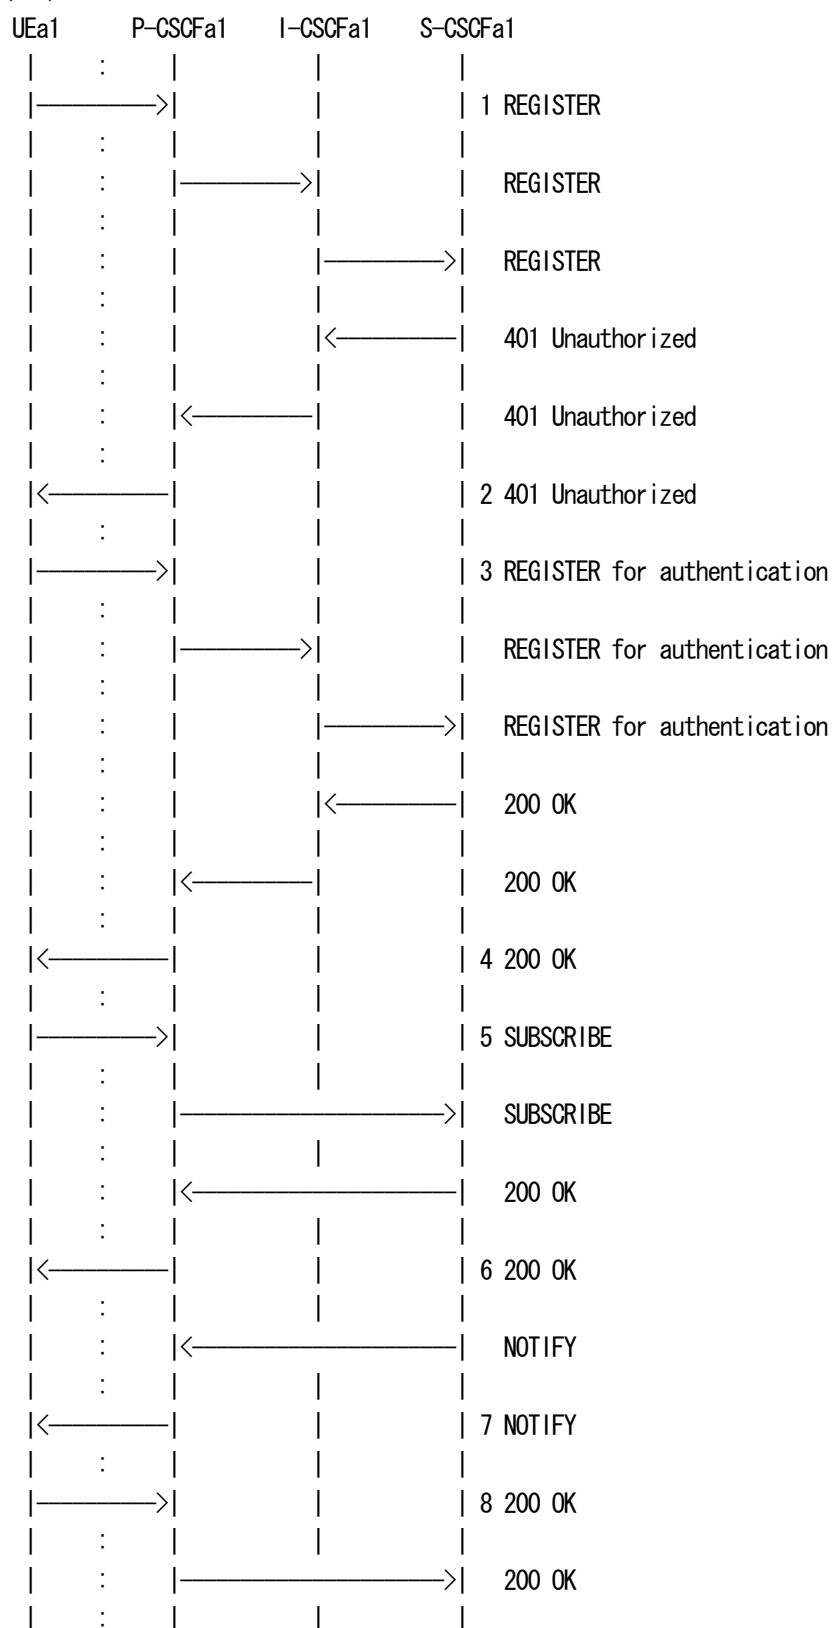 UEa1 P-CSCFa1 I-CSCFa1 S-CSCFa1
| : | | |
|---------->| | | 1 REGISTER
| : | | |
| : |---------->| | REGISTER
| : | | |
| : | |---------->| REGISTER
| : | | |
| : | |<----------| 401 Unauthorized
| : | | |
| : |<----------| | 401 Unauthorized
| : | | |
|<----------| | | 2 401 Unauthorized
| : | | |
|---------->| | | 3 REGISTER for authentication
| : | | |
| : |---------->| | REGISTER for authentication
| : | | |
| : | |---------->| REGISTER for authentication
| : | | |
| : | |<----------| 200 OK
| : | | |
| : |<----------| | 200 OK
| : | | |
|<----------| | | 4 200 OK
| : | | |
|---------->| | | 5 SUBSCRIBE
| : | | |
| : |---------------------->| SUBSCRIBE
| : | | |
| : |<----------------------| 200 OK
| : | | |
|<----------| | | 6 200 OK
| : | | |
| : |<----------------------| NOTIFY
| : | | |
|<----------| | | 7 NOTIFY
| : | | |
|---------->| | | 8 200 OK
| : | | |
| : |---------------------->| 200 OK
| : | | |